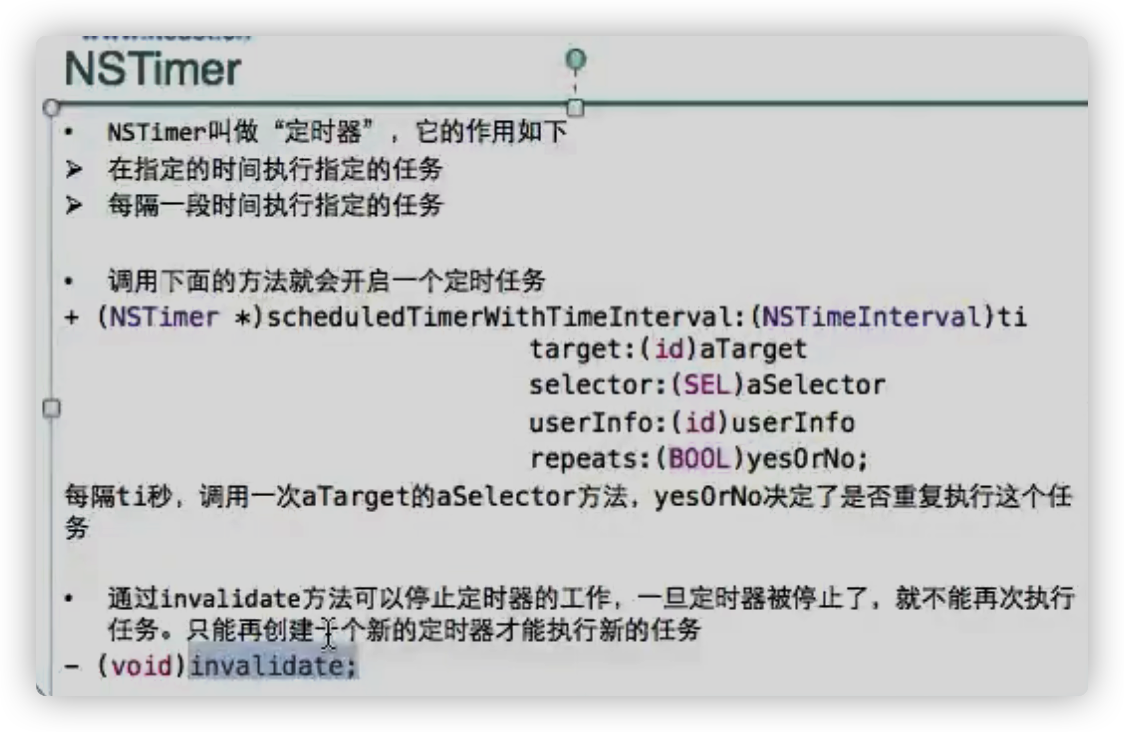 NSTimer
• NSTimer叫做“定时器”，它的作用如下
➢ 在指定的时间执行指定的任务
➢ 每隔一段时间执行指定的任务
• 调用下面的方法就会开启一个定时任务
+ (NSTimer *)scheduledTimerWithTimeInterval:(NSTimeInterval)ti
target:(id)aTarget
selector:(SEL)aSelector
userInfo:(id)userInfo
repeats:(BOOL)yesOrNo;
每隔ti秒，调用一次aTarget的aSelector方法，yesOrNo决定了是否重复执行这个任
务
• 通过invalidate方法可以停止定时器的工作，一旦定时器被停止了，就不能再次执行
任务。只能再创建一个新的定时器才能执行新的任务
- (void)invalidate;